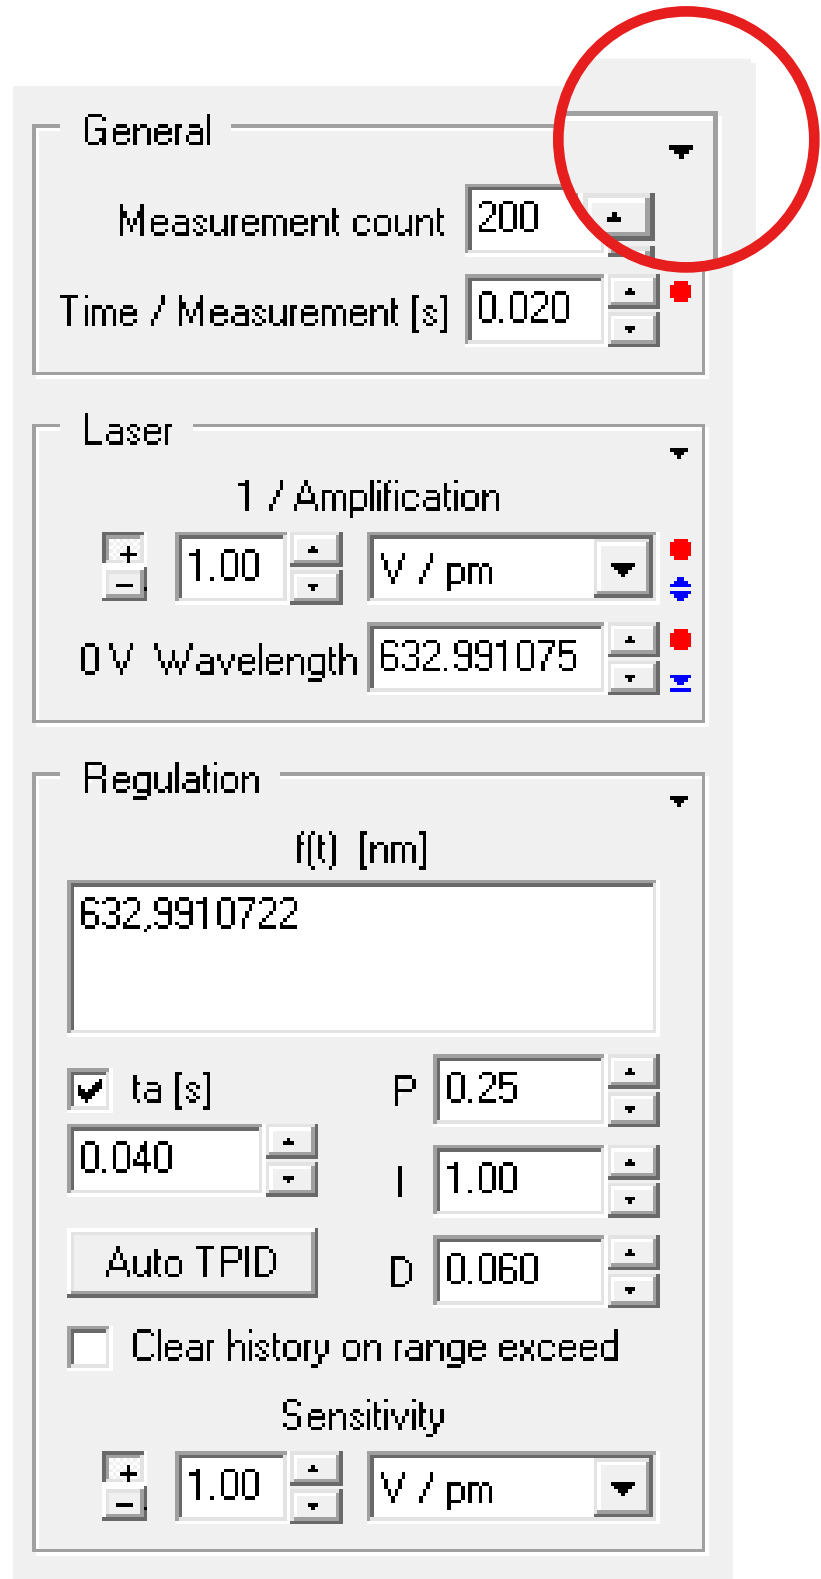 General
Measurement count 200
Time / Measurement [s] 0.020
Laser
1 / Amplification
+
− 1.00 V / pm
0 V Wavelength 632.991075
Regulation
f(t) [nm]
632,9910722
ta [s] P 0.25
0.040
I 1.00
Auto TPID
D 0.060
Clear history on range exceed
Sensitivity
+
− 1.00 V / pm